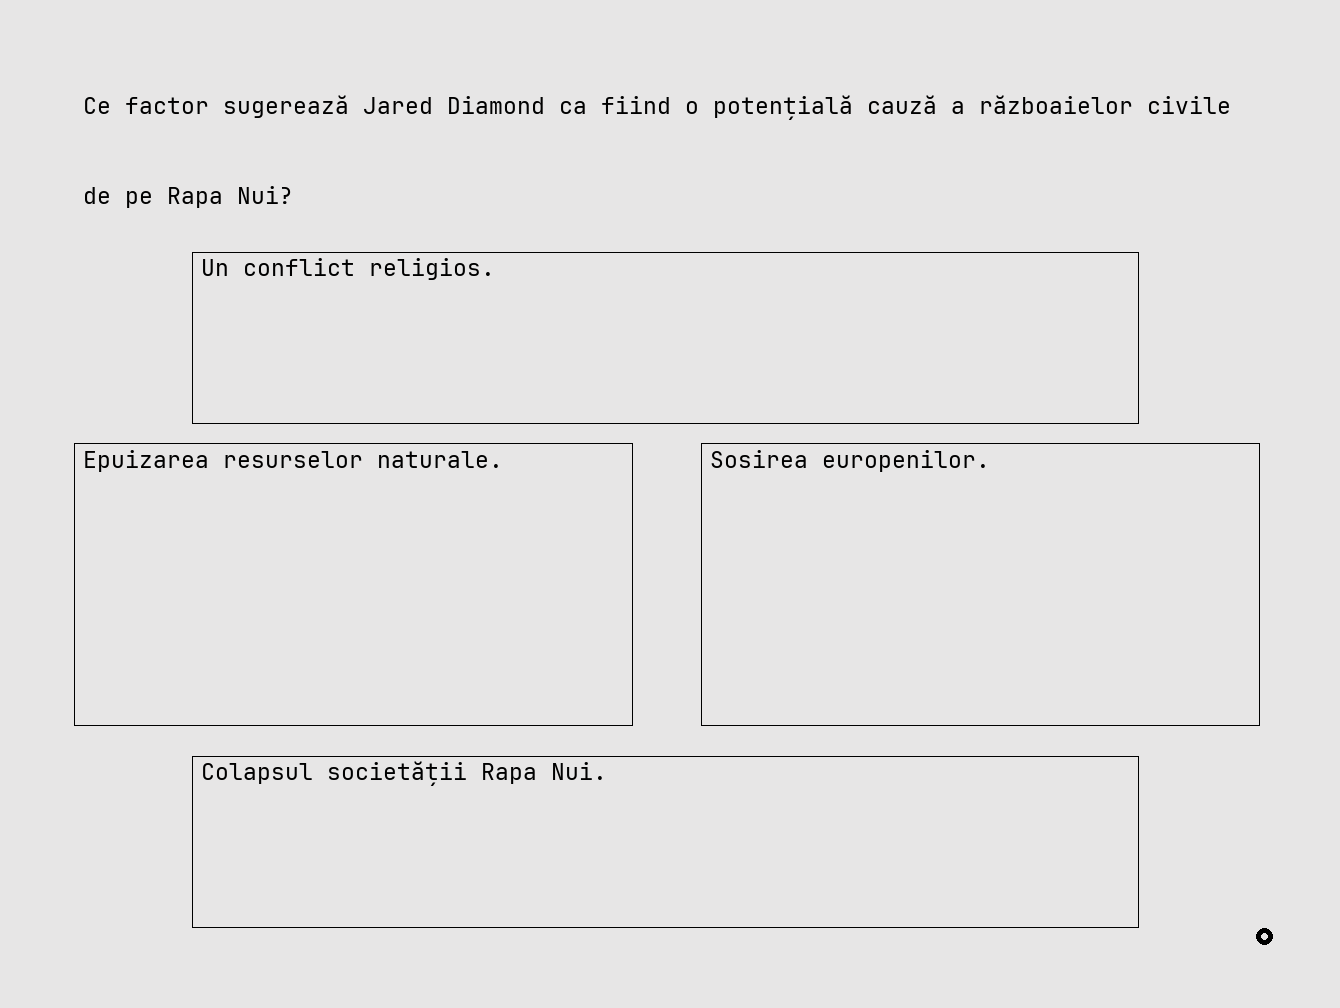 Ce factor sugerează Jared Diamond ca fiind o potențială cauză a războaielor civile
de pe Rapa Nui?
Un conflict religios.
Epuizarea resurselor naturale.
Sosirea europenilor.
Colapsul societății Rapa Nui.